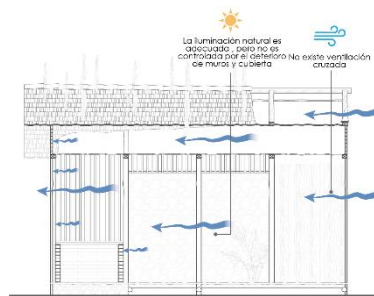 La iluminación natural es
adecuada , pero no es
controlada por el deterioro
de muros y cubierta
No existe ventilación
cruzada